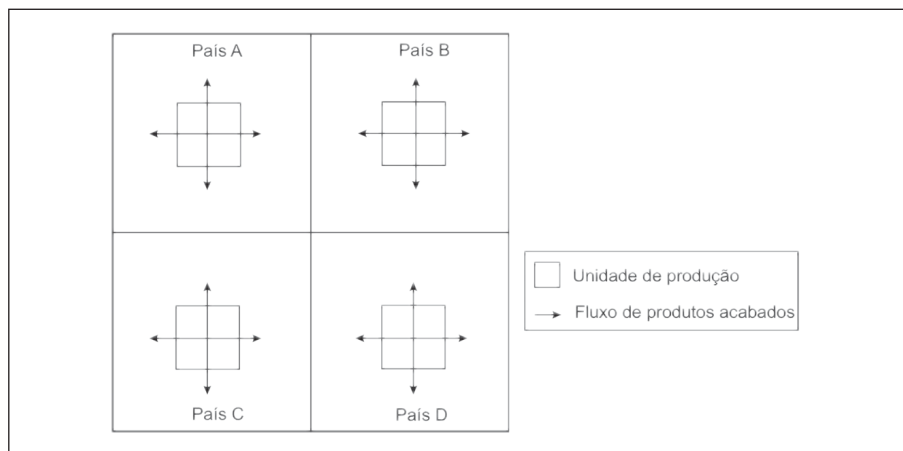 País A
País B
Unidade de produção
Fluxo de produtos acabados
País C
País D